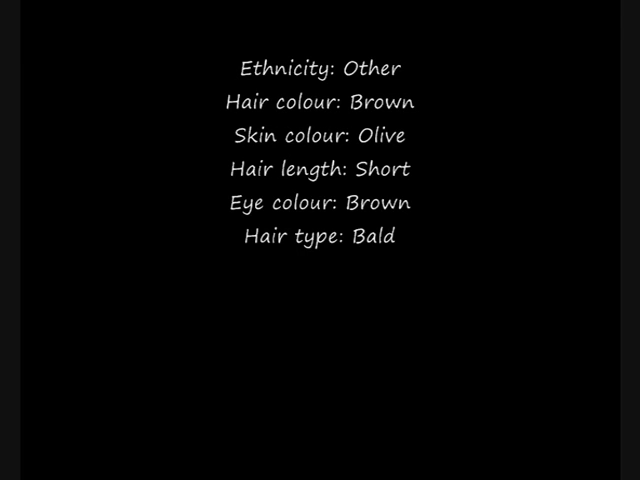 Ethnicity: Other
Hair colour: Brown
Skin colour: Olive
Hair length: Short
Eye colour: Brown
Hair type: Bald